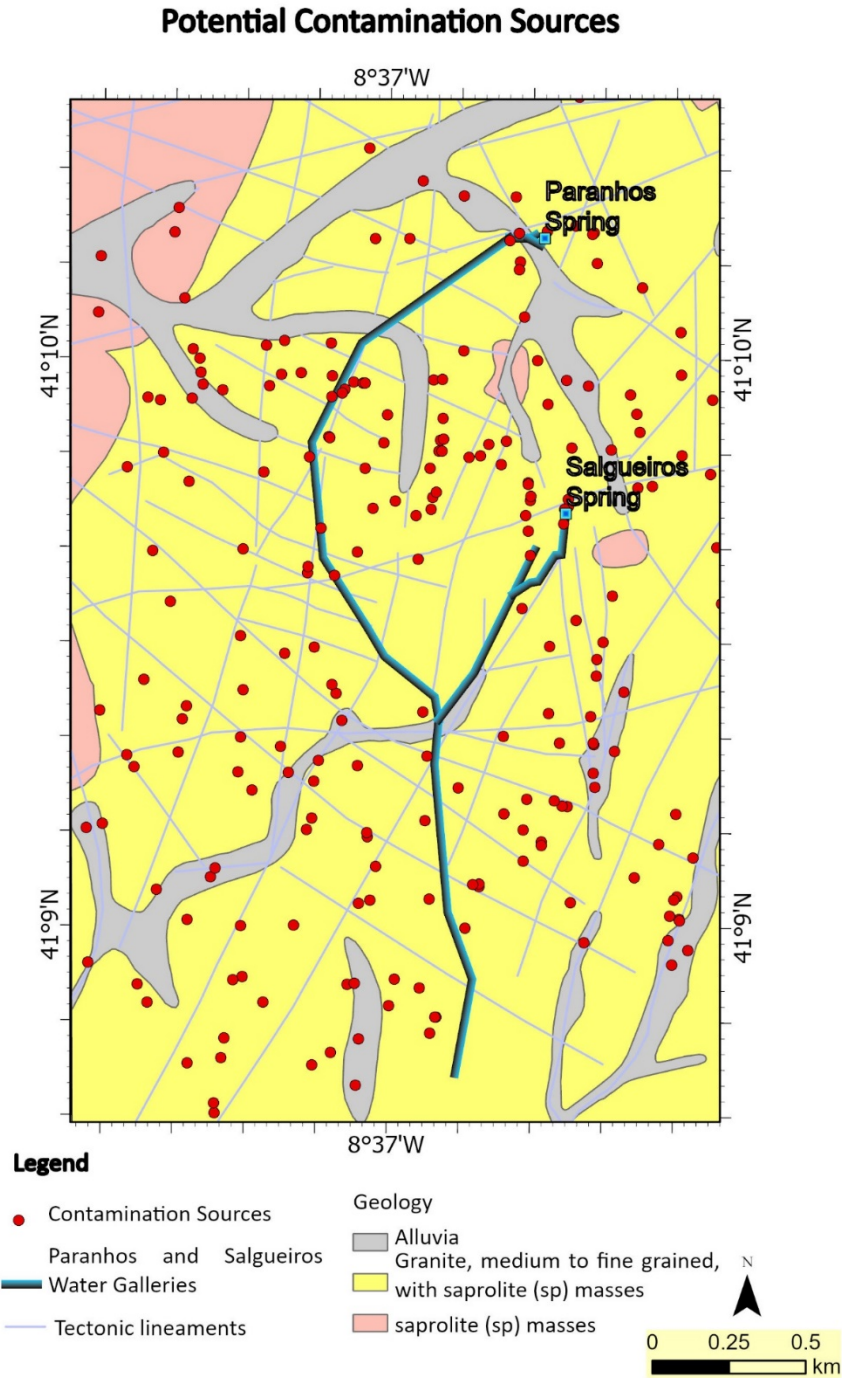 Potential Contamination Sources
8°37'W
Paranhos
Spring
41°10'N
41°10'N
Salgueiros
Spring
41°9'N
41°9'N
8°37'W
Legend
Contamination Sources
Paranhos and Salgueiros
Water Galleries
Tectonic lineaments
Geology
Alluvia
Granite, medium to fine grained,
with saprolite (sp) masses
saprolite (sp) masses
N
0 0.25 0.5
km